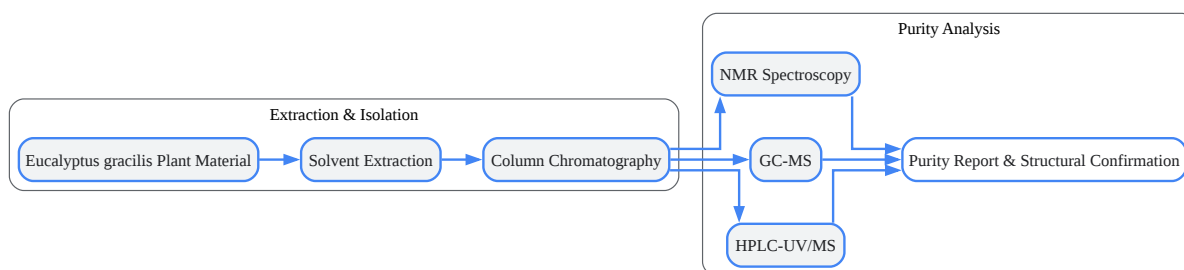 Purity Analysis
NMR Spectroscopy
Extraction & Isolation
Eucalyptus gracilis Plant Material
Solvent Extraction
Column Chromatography
GC-MS
Purity Report & Structural Confirmation
HPLC-UV/MS